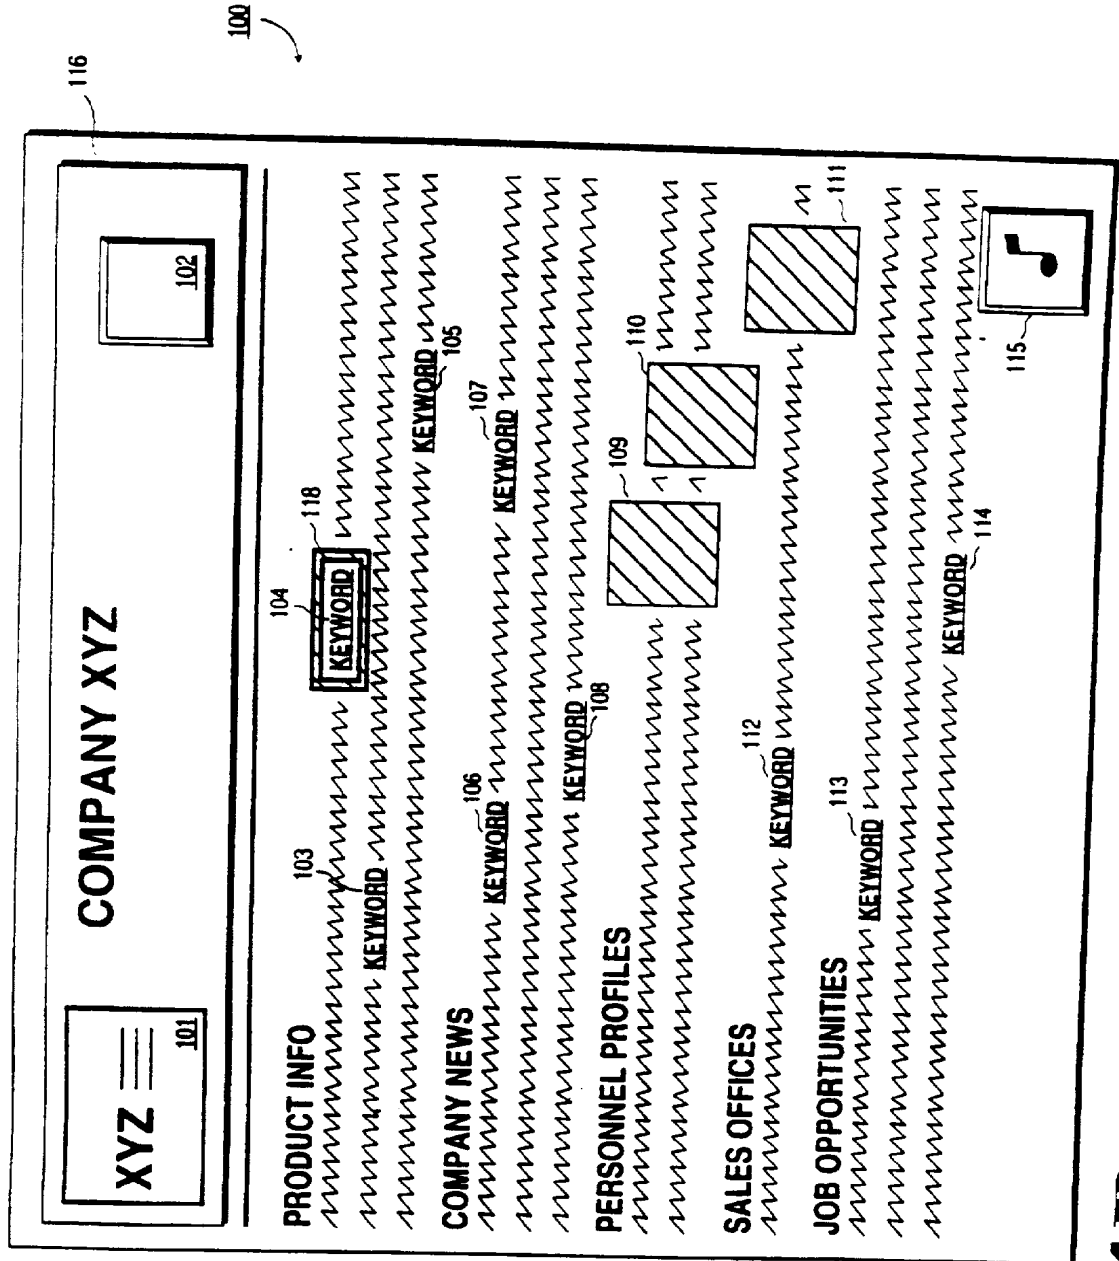 100
116
XYZ
101
COMPANY XYZ
102
PRODUCT INFO
104
118
KEYWORD
103
KEYWORD
KEYWORD
105
COMPANY NEWS
106
107
KEYWORD
KEYWORD
KEYWORD
108
PERSONNEL PROFILES
109
110
SALES OFFICES
112
KEYWORD
111
JOB OPPORTUNITIES
113
KEYWORD
KEYWORD
114
115